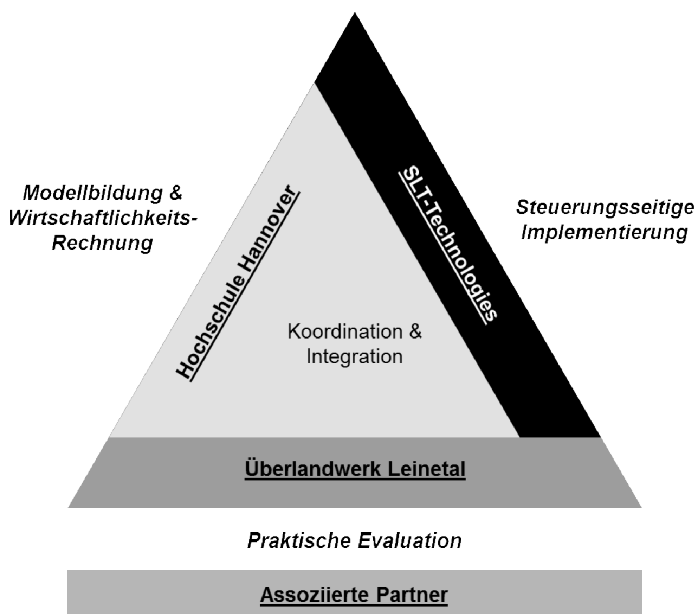 Modellbildung &
Wirtschaftlichkeits-
Rechnung
Hochschule Hannover
SLT-Technologies
Steuerungsseitige
Implementierung
Koordination &
Integration
Überlandwerk Leinetal
Praktische Evaluation
Assoziierte Partner